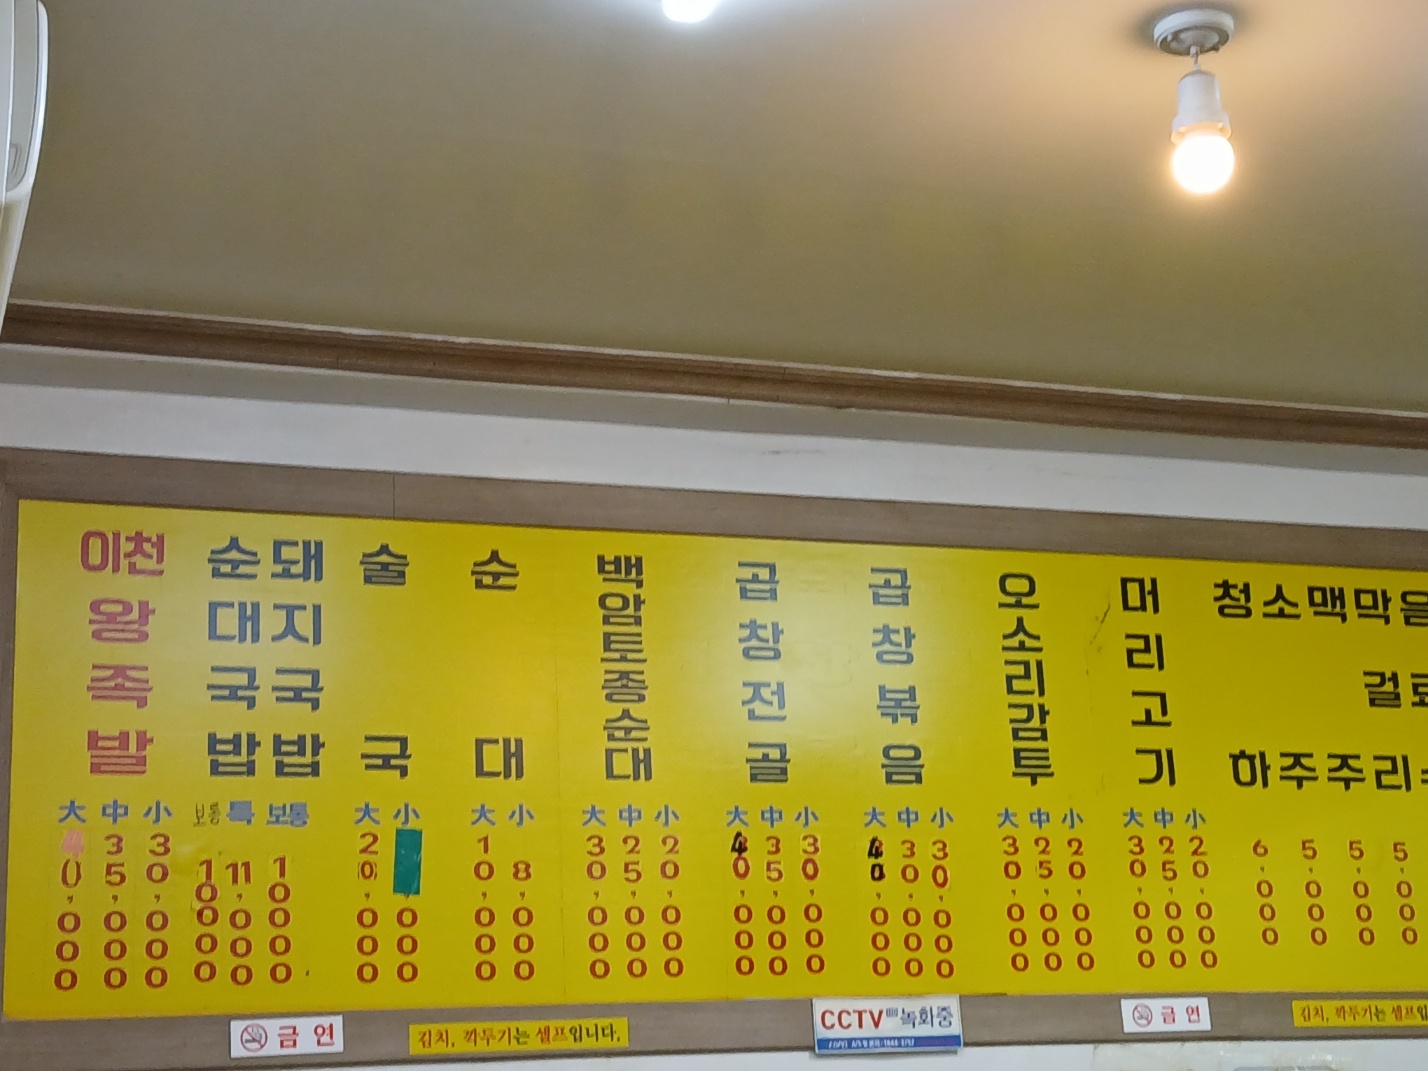 이천왕족발
大 中 小
40,000 35,000 30,000
순대국밥
보통 특
10,000 11,000
돼지국밥
보통
10,000
술국
大 小
20,000 ,000
순대
大 小
10,000 8,000
백암토종순대
大 中 小
30,000 25,000 20,000
곱창전골
大 中 小
40,000 35,000 30,000
곱창볶음
大 中 小
40,000 30,000 30,000
오소리감투
大 中 小
30,000 25,000 20,000
머리고기
大 中 小
30,000 25,000 20,000
청하
6,000
소주
5,000
맥주
5,000
막걸리
5,000
음료
금연
김치, 깍두기는 셀프입니다.
CCTV 녹화중
금연
김치, 깍두기는 셀프입